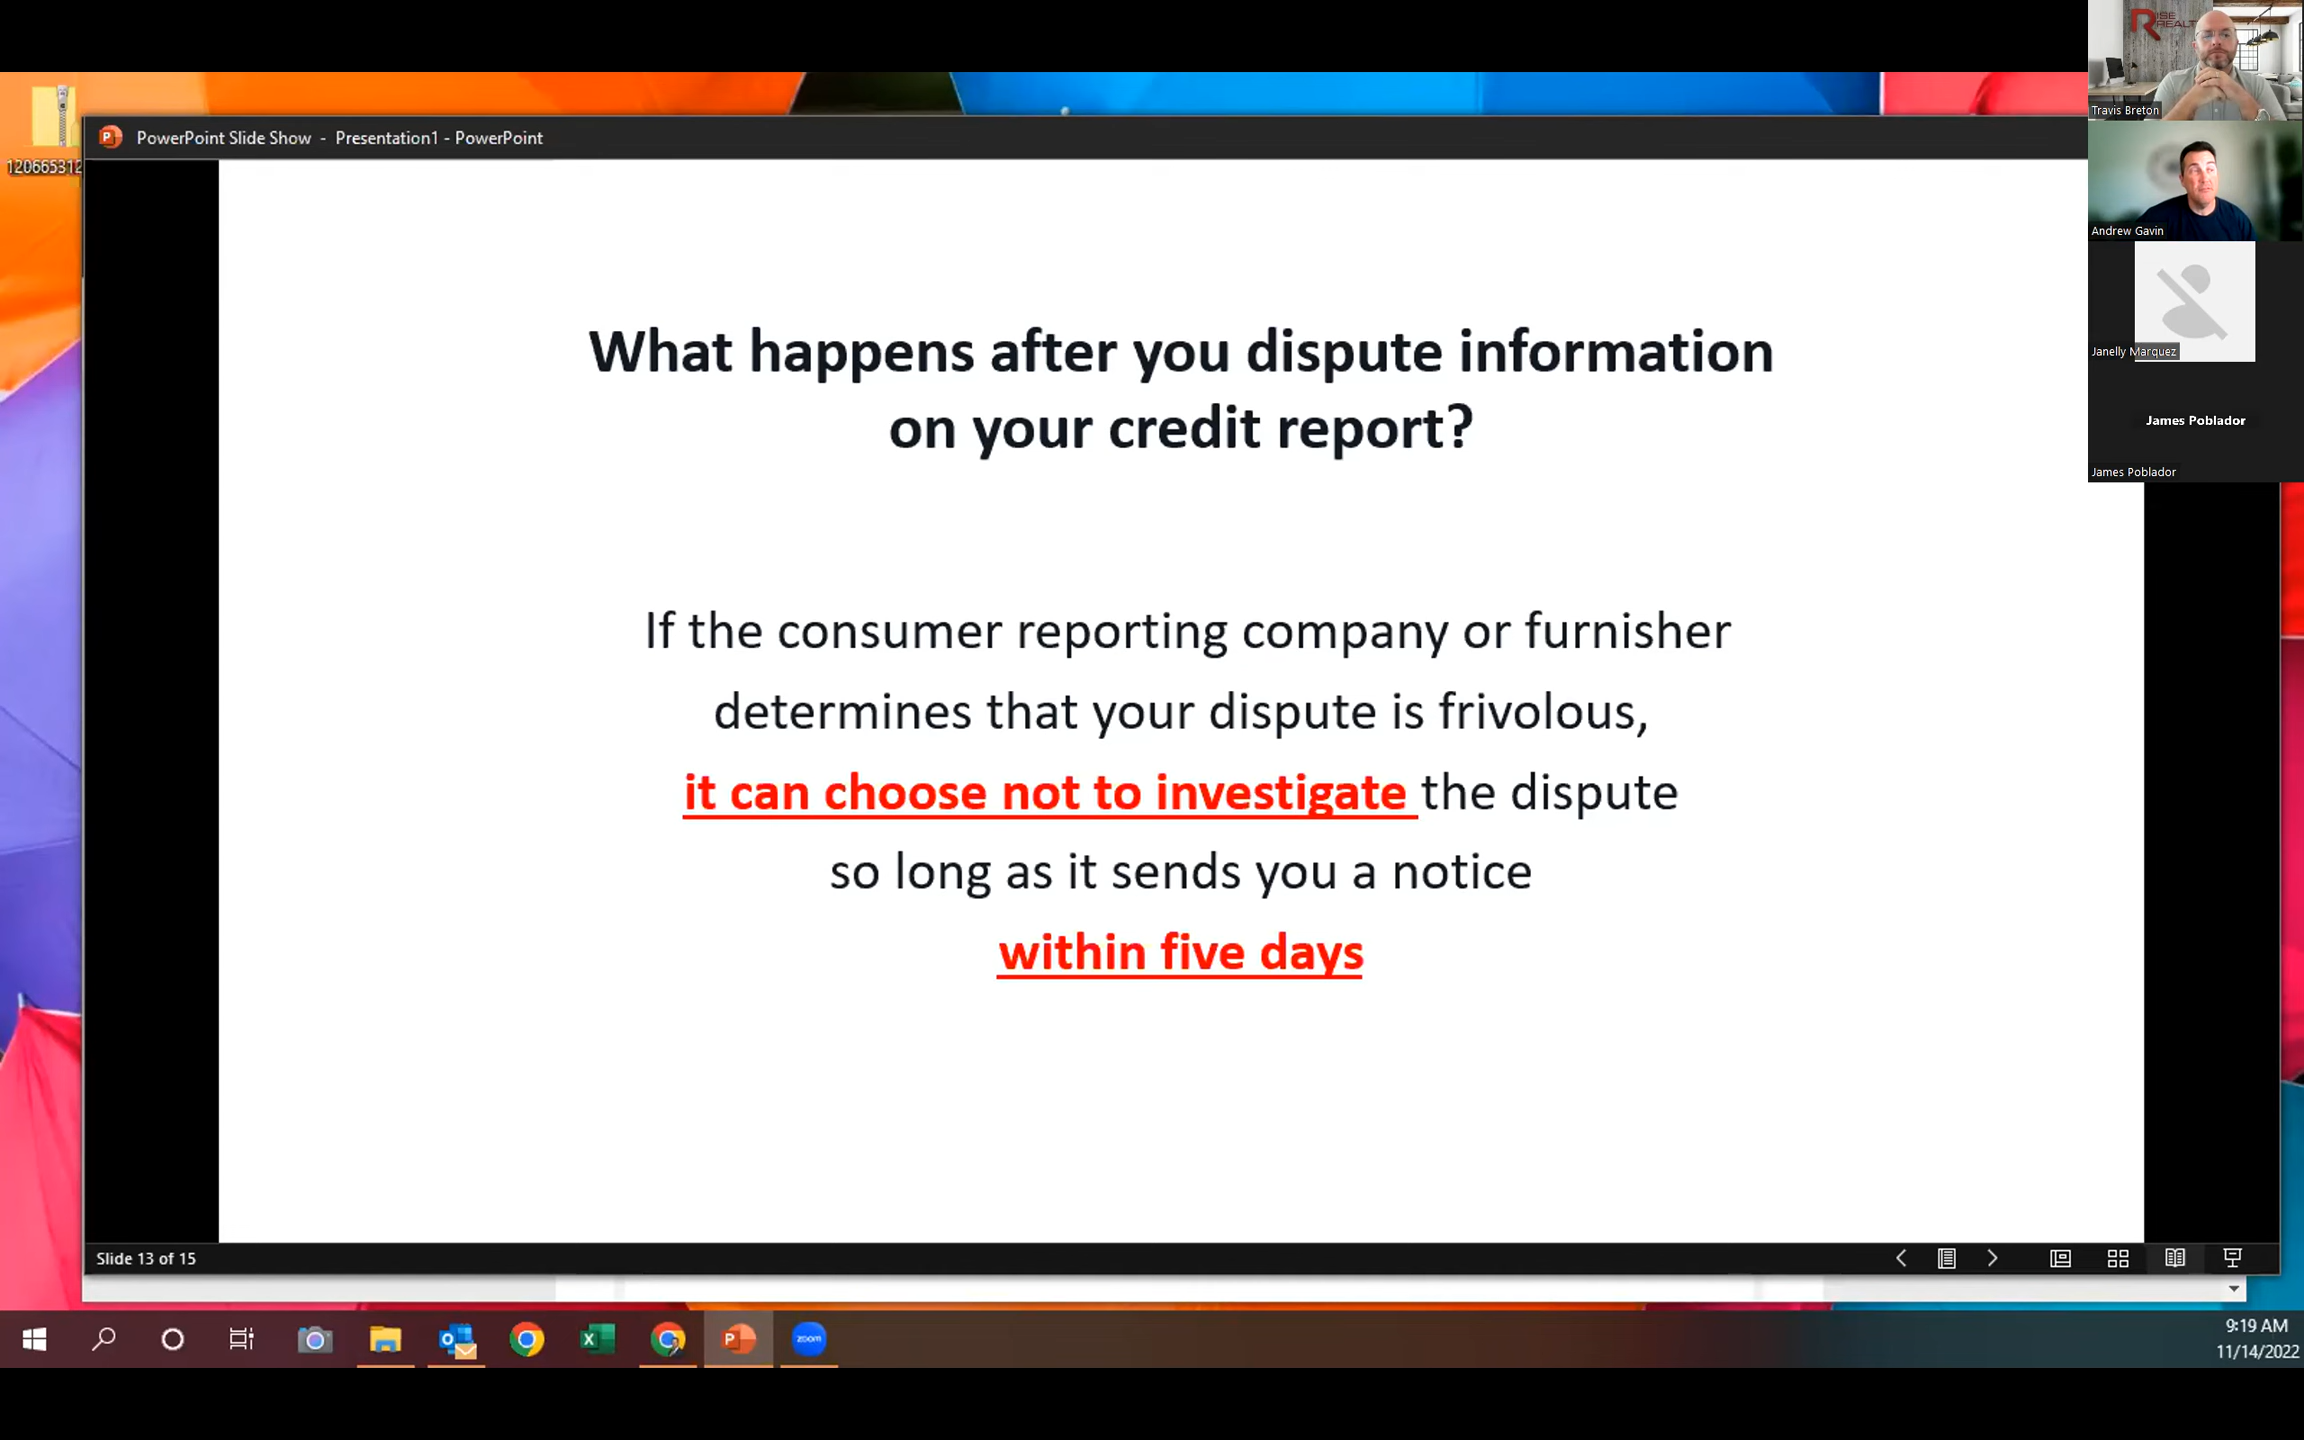 RISE
REALT
Travis Breton
120665312
PowerPoint Slide Show - Presentation1 - PowerPoint
Andrew Gavin
Janelly Marquez
James Poblador
James Poblador
What happens after you dispute information
on your credit report?
If the consumer reporting company or furnisher
determines that your dispute is frivolous,
it can choose not to investigate the dispute
so long as it sends you a notice
within five days
Slide 13 of 15
zoom
9:19 AM
11/14/2022